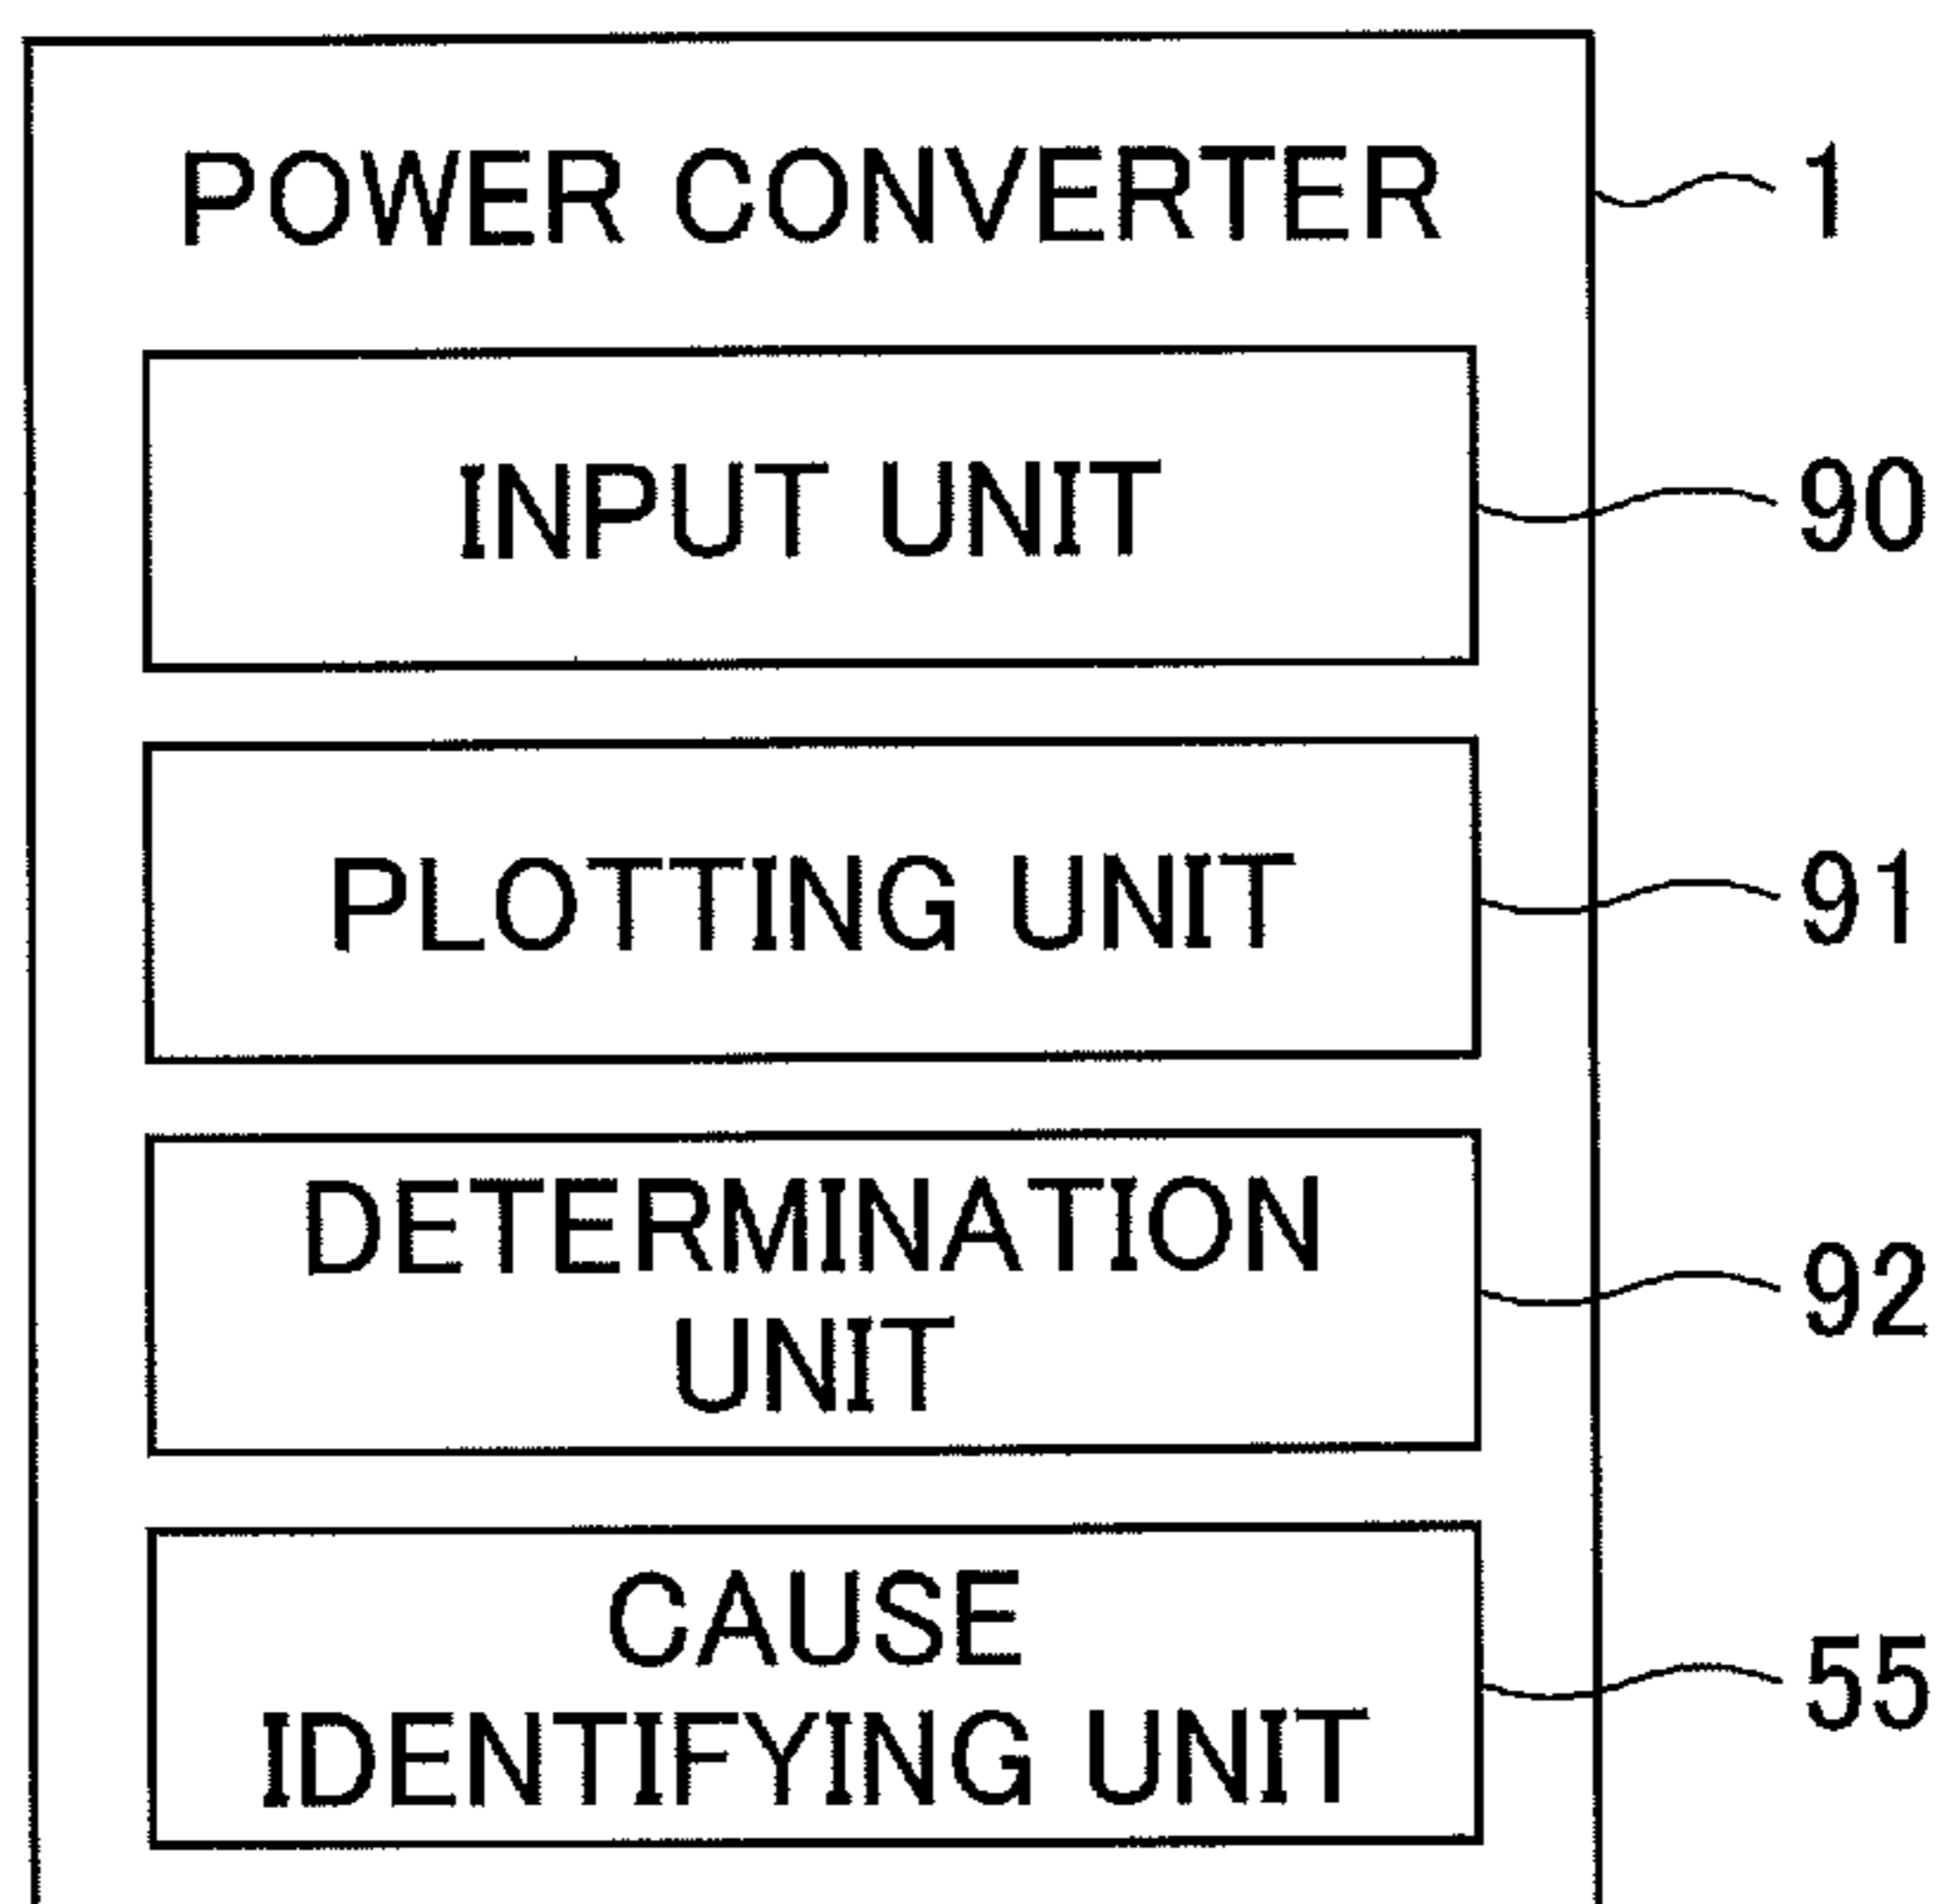 POWER CONVERTER 1
INPUT UNIT 90
PLOTTING UNIT 91
DETERMINATION
UNIT 92
CAUSE
IDENTIFYING UNIT 55